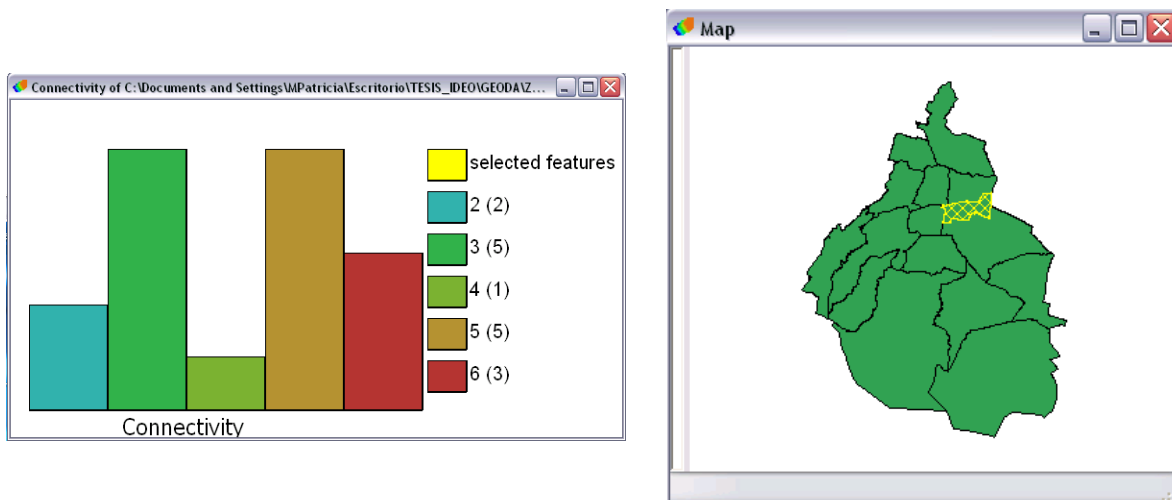 Connectivity of C:\Documents and Settings\MPatricia\Escritorio\TESIS_IDEO\GEODA\Z...
selected features
2 (2)
3 (5)
4 (1)
5 (5)
6 (3)
Connectivity
Map